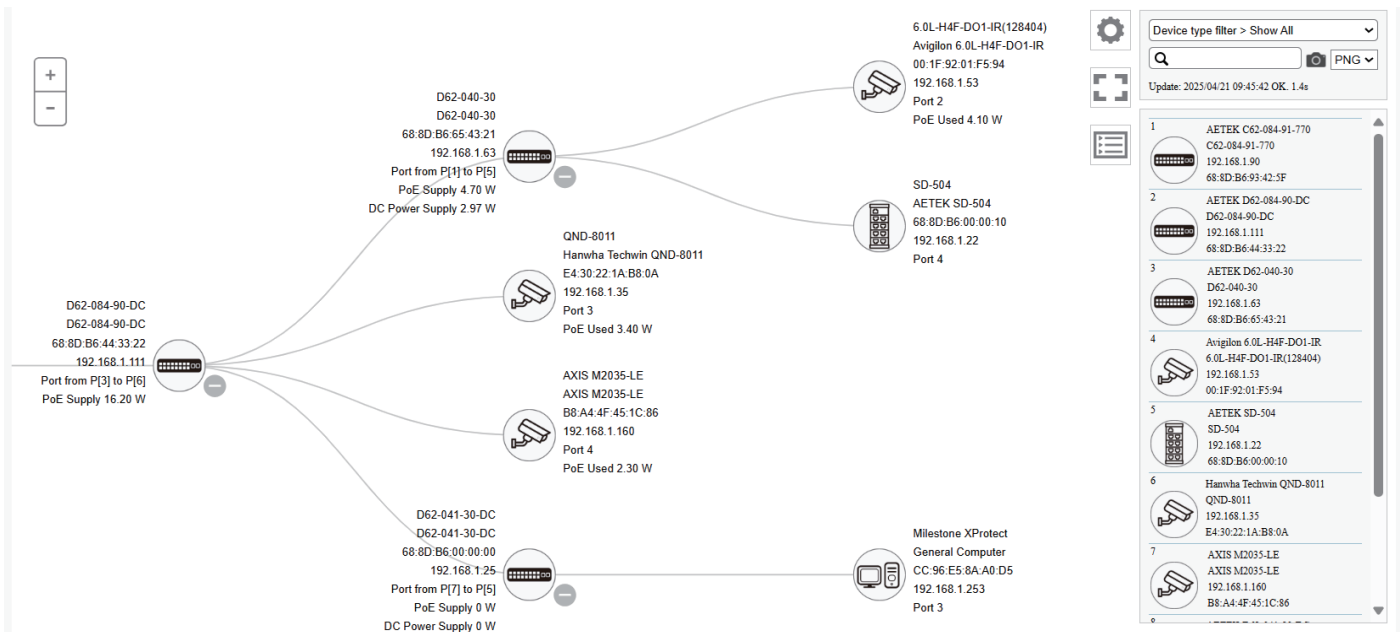 +
−
D62-084-90-DC
D62-084-90-DC
68:8D:B6:44:33:22
192.168.1.111
Port from P[3] to P[6]
PoE Supply 16.20 W
D62-040-30
D62-040-30
68:8D:B6:65:43:21
192.168.1.63
Port from P[1] to P[5]
PoE Supply 4.70 W
DC Power Supply 2.97 W
QND-8011
Hanwha Techwin QND-8011
E4:30:22:1A:B8:0A
192.168.1.35
Port 3
PoE Used 3.40 W
AXIS M2035-LE
AXIS M2035-LE
B8:A4:4F:45:1C:86
192.168.1.160
Port 4
PoE Used 2.30 W
D62-041-30-DC
D62-041-30-DC
68:8D:B6:00:00:00
192.168.1.25
Port from P[7] to P[5]
PoE Supply 0 W
DC Power Supply 0 W
6.0L-H4F-DO1-IR(128404)
Avigilon 6.0L-H4F-DO1-IR
00:1F:92:01:F5:94
192.168.1.53
Port 2
PoE Used 4.10 W
SD-504
AETEK SD-504
68:8D:B6:00:00:10
192.168.1.22
Port 4
Milestone XProtect
General Computer
CC:96:E5:8A:A0:D5
192.168.1.253
Port 3
Device type filter > Show All
PNG
Update: 2025/04/21 09:45:42 OK. 1.4s
1
AETEK C62-084-91-770
C62-084-91-770
192.168.1.90
68:8D:B6:93:42:5F
2
AETEK D62-084-90-DC
D62-084-90-DC
192.168.1.111
68:8D:B6:44:33:22
3
AETEK D62-040-30
D62-040-30
192.168.1.63
68:8D:B6:65:43:21
4
Avigilon 6.0L-H4F-DO1-IR
6.0L-H4F-DO1-IR(128404)
192.168.1.53
00:1F:92:01:F5:94
5
AETEK SD-504
SD-504
192.168.1.22
68:8D:B6:00:00:10
6
Hanwha Techwin QND-8011
QND-8011
192.168.1.35
E4:30:22:1A:B8:0A
7
AXIS M2035-LE
AXIS M2035-LE
192.168.1.160
B8:A4:4F:45:1C:86